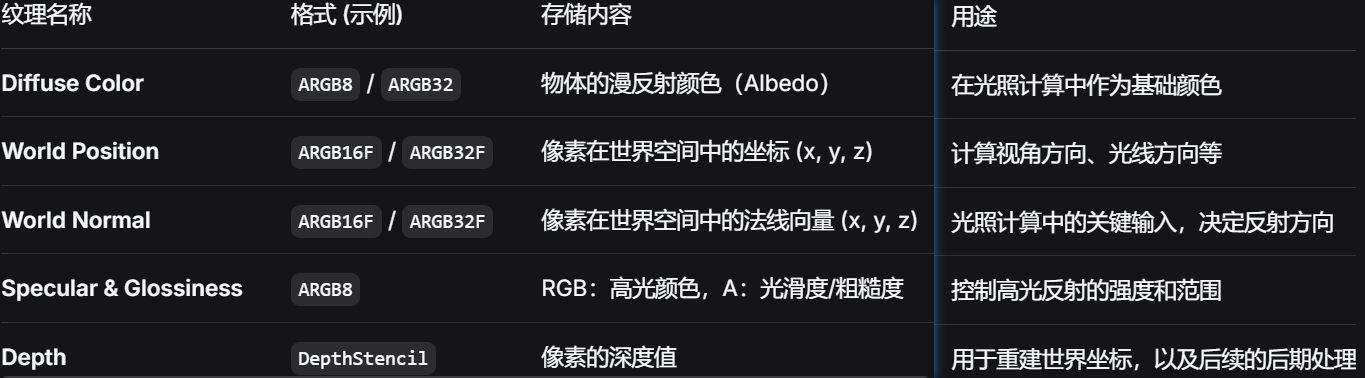 纹理名称 格式 (示例) 存储内容 用途
Diffuse Color ARGB8 / ARGB32 物体的漫反射颜色（Albedo） 在光照计算中作为基础颜色
World Position ARGB16F / ARGB32F 像素在世界空间中的坐标 (x, y, z) 计算视角方向、光线方向等
World Normal ARGB16F / ARGB32F 像素在世界空间中的法线向量 (x, y, z) 光照计算中的关键输入，决定反射方向
Specular & Glossiness ARGB8 RGB：高光颜色，A：光滑度/粗糙度 控制高光反射的强度和范围
Depth DepthStencil 像素的深度值 用于重建世界坐标，以及后续的后期处理